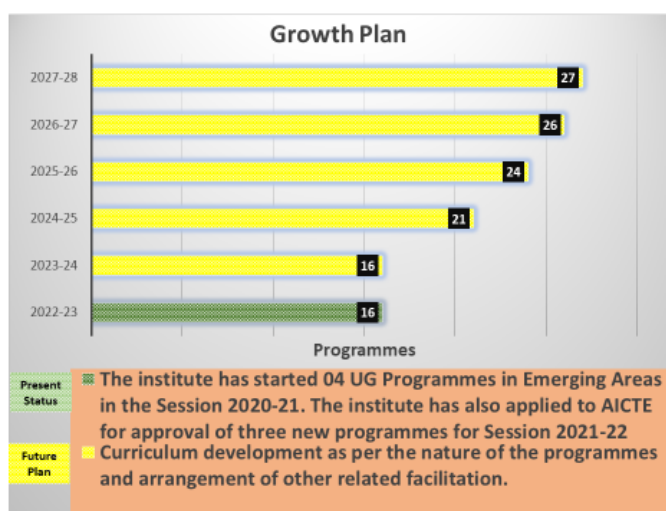 Growth Plan
2027-28
27
2026-27
26
2025-26
24
2024-25
21
2023-24
16
2022-23
16
Programmes
Present
Status
The institute has started 04 UG Programmes in Emerging Areas
in the Session 2020-21. The institute has also applied to AICTE
for approval of three new programmes for Session 2021-22
Future
Plan
Curriculum development as per the nature of the programmes
and arrangement of other related facilitation.